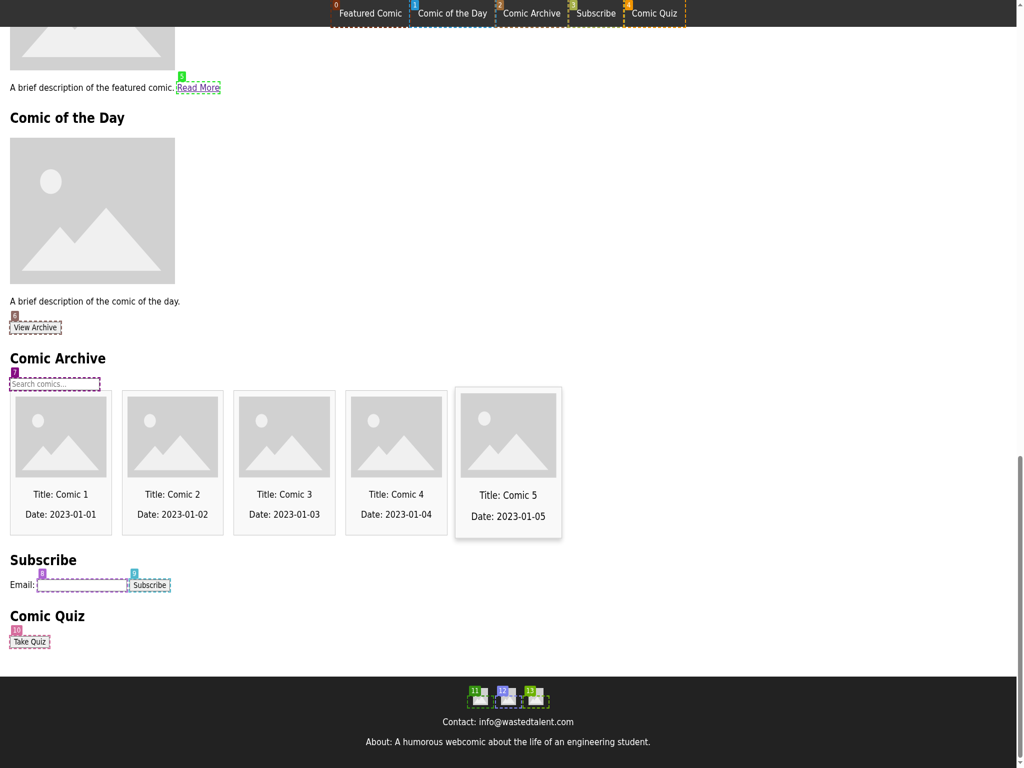 0 Featured Comic 1 Comic of the Day 2 Comic Archive 3 Subscribe 4 Comic Quiz
5
A brief description of the featured comic. Read More
Comic of the Day
A brief description of the comic of the day.
6
View Archive
Comic Archive
7
Search comics...
Title: Comic 1
Date: 2023-01-01
Title: Comic 2
Date: 2023-01-02
Title: Comic 3
Date: 2023-01-03
Title: Comic 4
Date: 2023-01-04
Title: Comic 5
Date: 2023-01-05
Subscribe
8 9
Email: Subscribe
Comic Quiz
10
Take Quiz
11 12 13
Contact: info@wastedtalent.com
About: A humorous webcomic about the life of an engineering student.